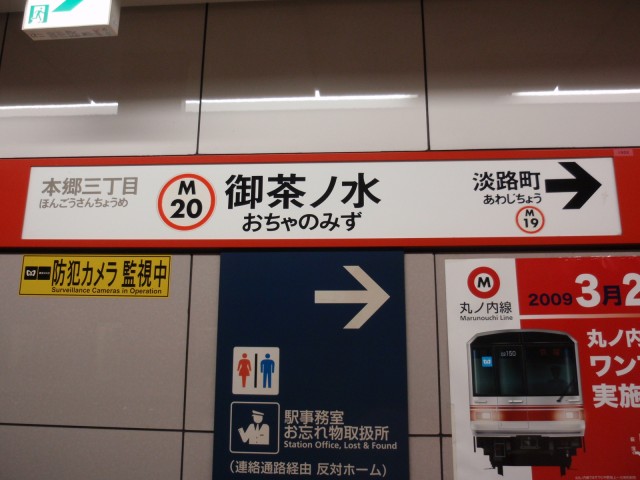 本郷三丁目
ほんごうさんちょうめ
M
20
御茶ノ水
おちゃのみず
淡路町
あわじちょう
M
19
防犯カメラ 監視中
Surveillance Cameras in Operation
駅事務室
お忘れ物取扱所
Station Office, Lost & Found
(連絡通路経由 反対ホーム)
M
丸ノ内線
Marunouchi Line
2009 3月2
丸ノ内
ワン
実施